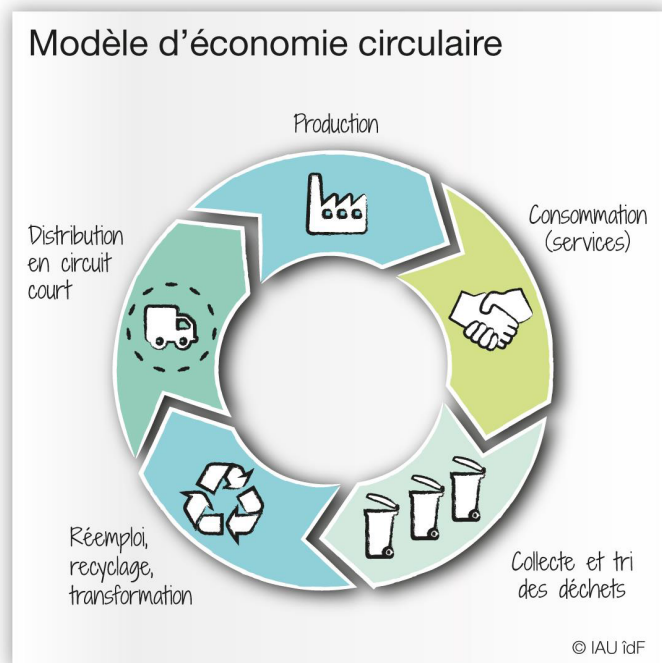 Modèle d'économie circulaire
Production
Consommation
(services)
Distribution
en circuit
court
Réemploi,
recyclage,
transformation
Collecte et tri
des déchets
© IAU îdF